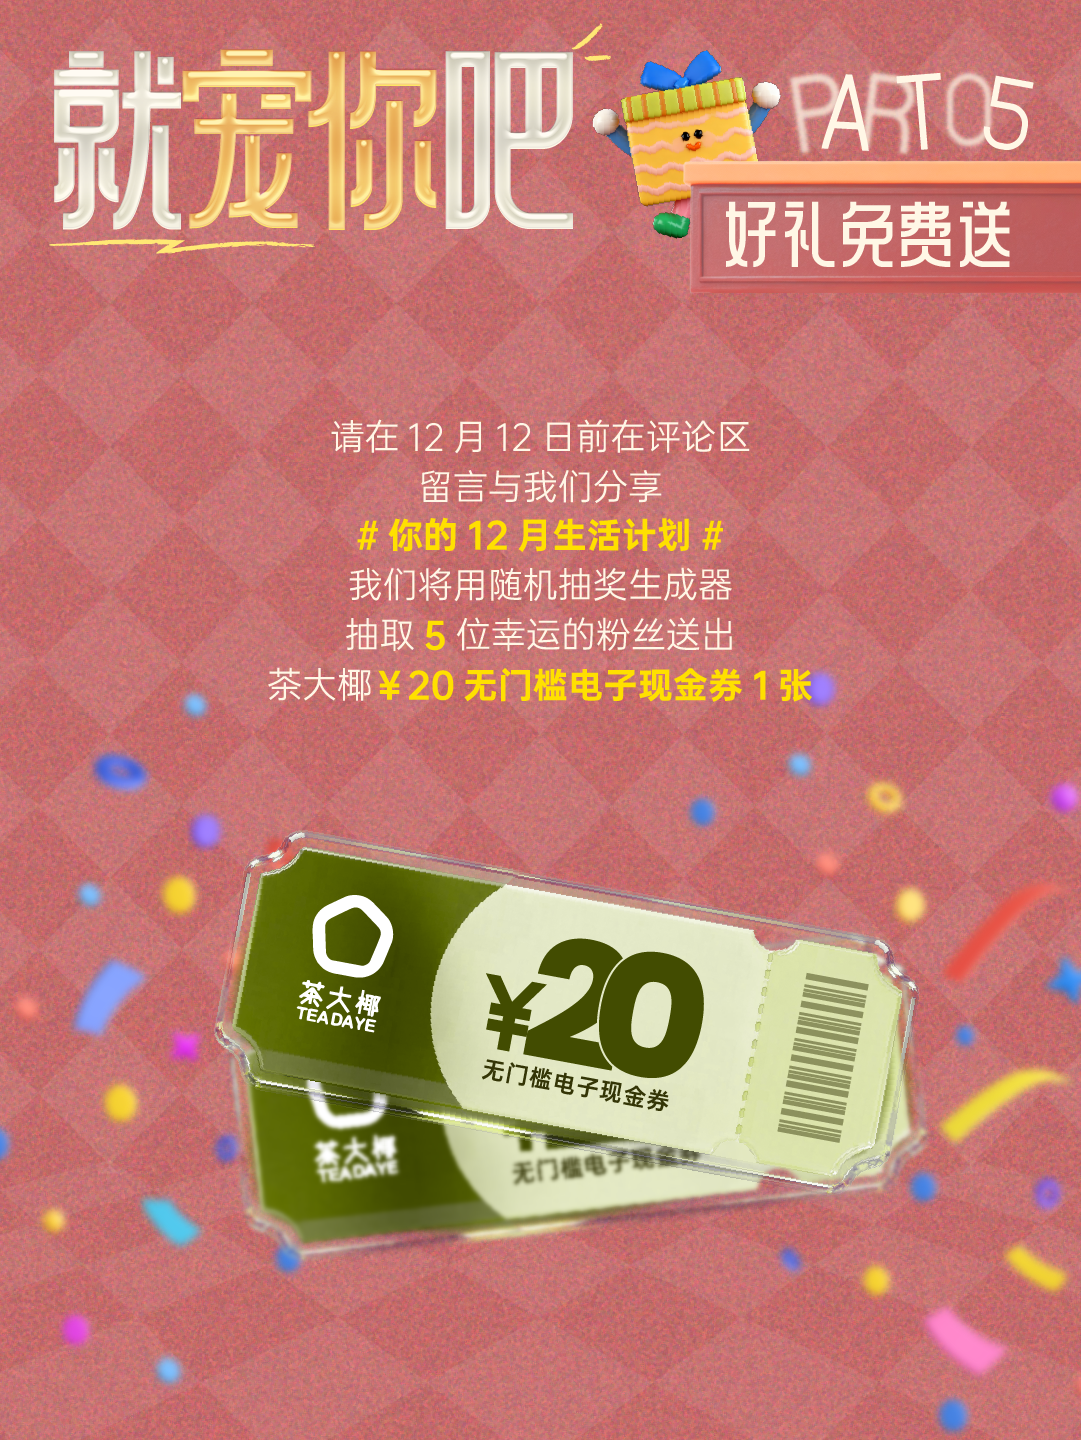 就宠你吧
PART 05
好礼免费送
请在 12 月 12 日前在评论区
留言与我们分享
# 你的 12 月生活计划 #
我们将用随机抽奖生成器
抽取 5 位幸运的粉丝送出
茶大椰¥20 无门槛电子现金券 1 张
茶大椰
TEADAYE
¥20
无门槛电子现金券
茶大椰
TEADAYE
无门槛电子现金券